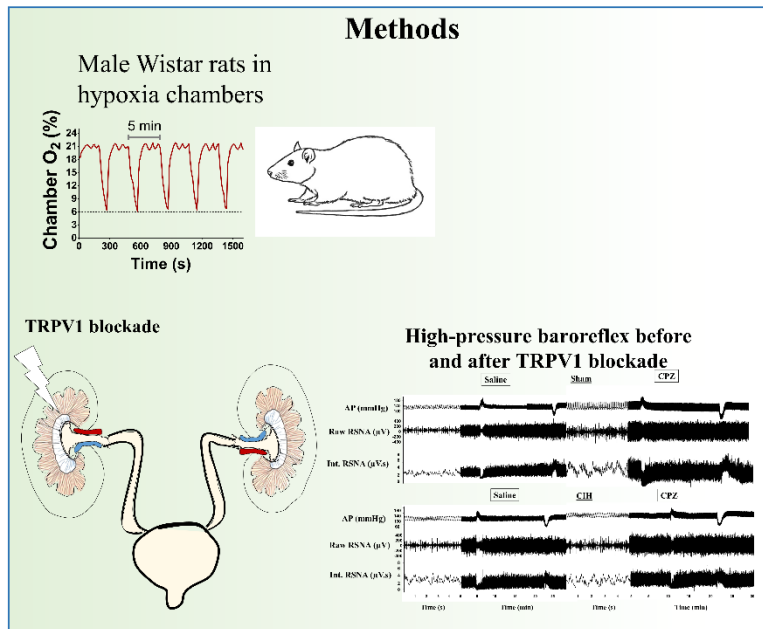 Methods
Male Wistar rats in
hypoxia chambers
5 min
Chamber O2 (%)
24
21
18
15
12
9
6
3
0
0 300 600 900 1200 1500
Time (s)
TRPV1 blockade
High-pressure baroreflex before
and after TRPV1 blockade
Saline Sham CPZ
AP (mmHg)
Raw RSNA (µV)
Int. RSNA (µV.s)
Saline CIH CPZ
AP (mmHg)
Raw RSNA (µV)
Int. RSNA (µV.s)
Time (s) Time (min) Time (s) Time (min)